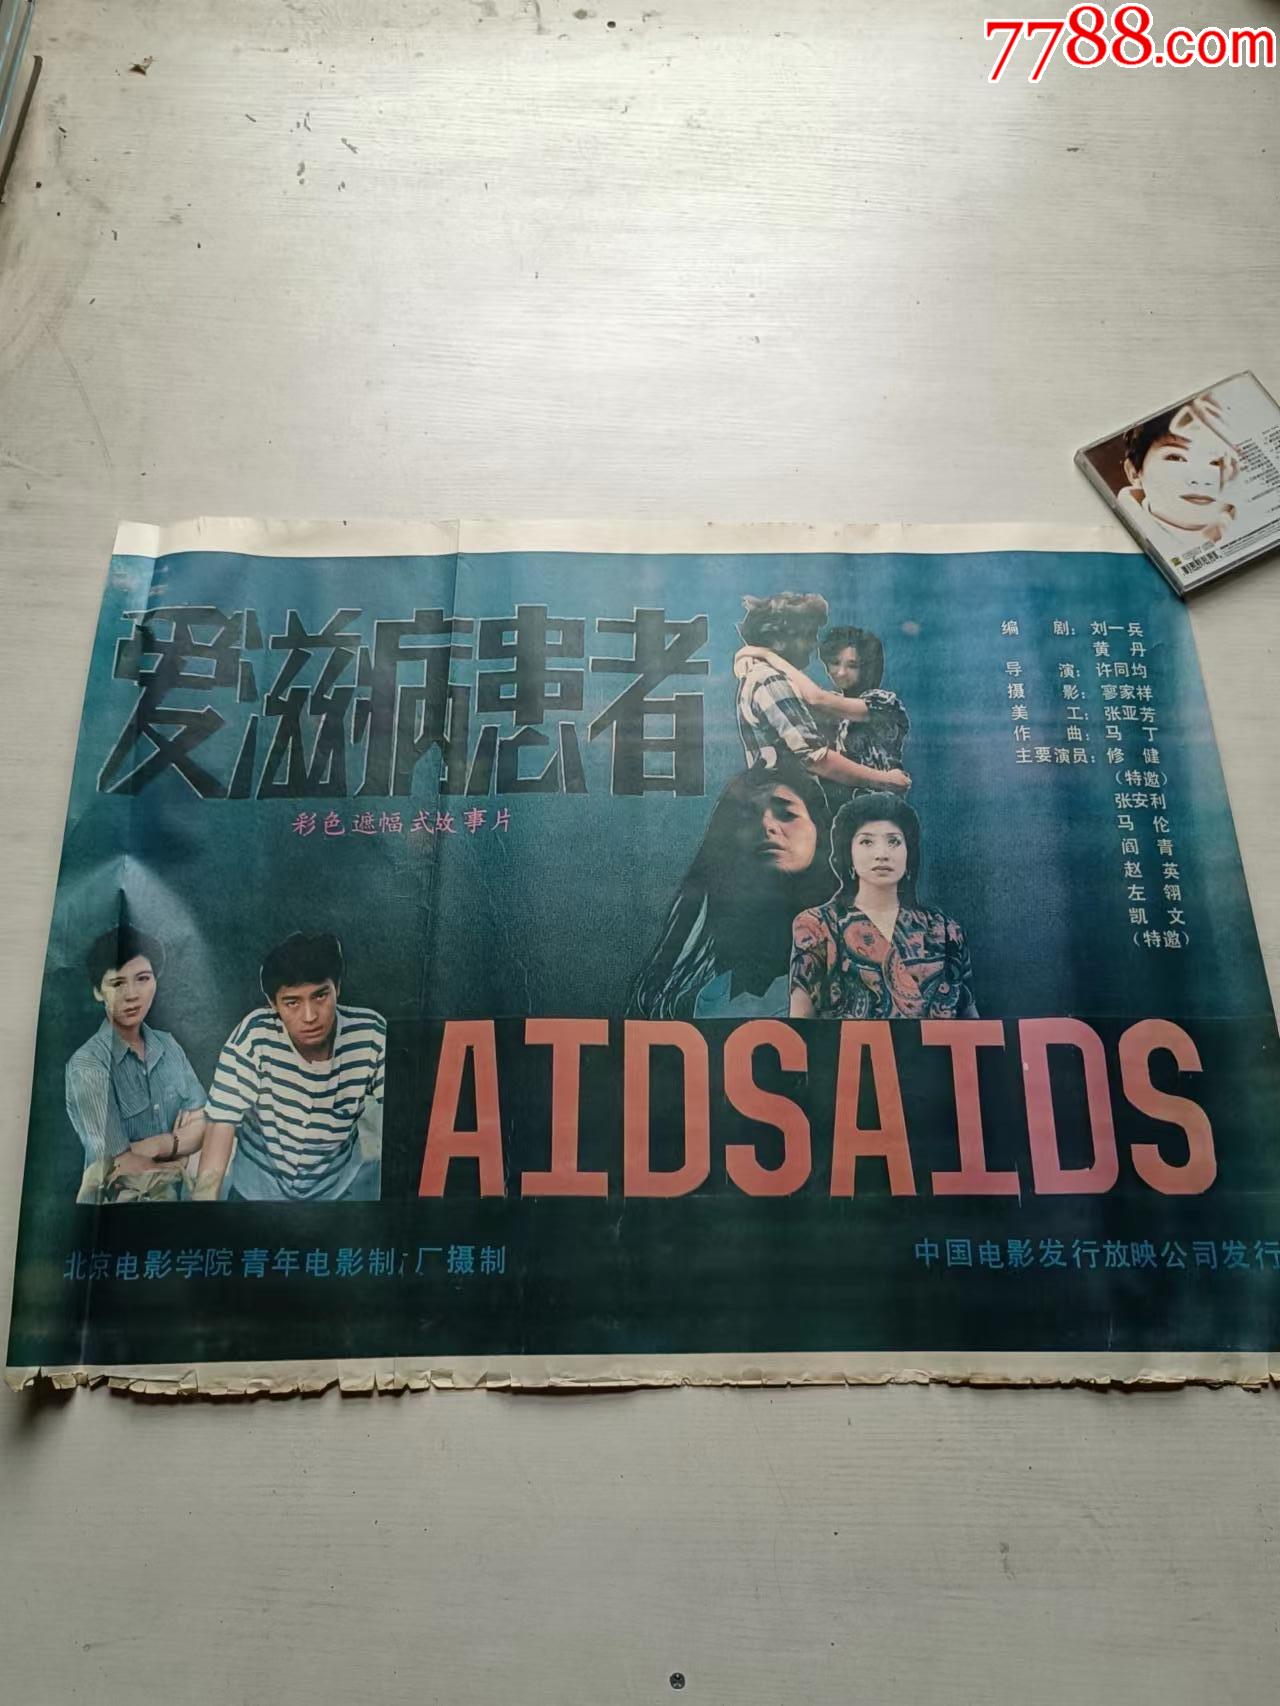 7788.com
爱滋病患者
彩色遮幅式故事片
编 剧：刘一兵
黄 丹
导 演：许同均
摄 影：寥家祥
美 工：张亚芳
作 曲：马 丁
主要演员：修 健
（特邀）
张安利
马 伦
阎 青
赵 英
左 翎
凯 文
（特邀）
AIDSAIDS
北京电影学院青年电影制片厂摄制
中国电影发行放映公司发行